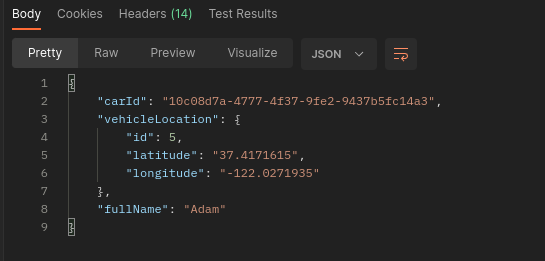 Body Cookies Headers (14) Test Results
Pretty Raw Preview Visualize JSON
1 {
2 "carId": "10c08d7a-4777-4f37-9fe2-9437b5fc14a3",
3 "vehicleLocation": {
4 "id": 5,
5 "latitude": "37.4171615",
6 "longitude": "-122.0271935"
7 },
8 "fullName": "Adam"
9 }